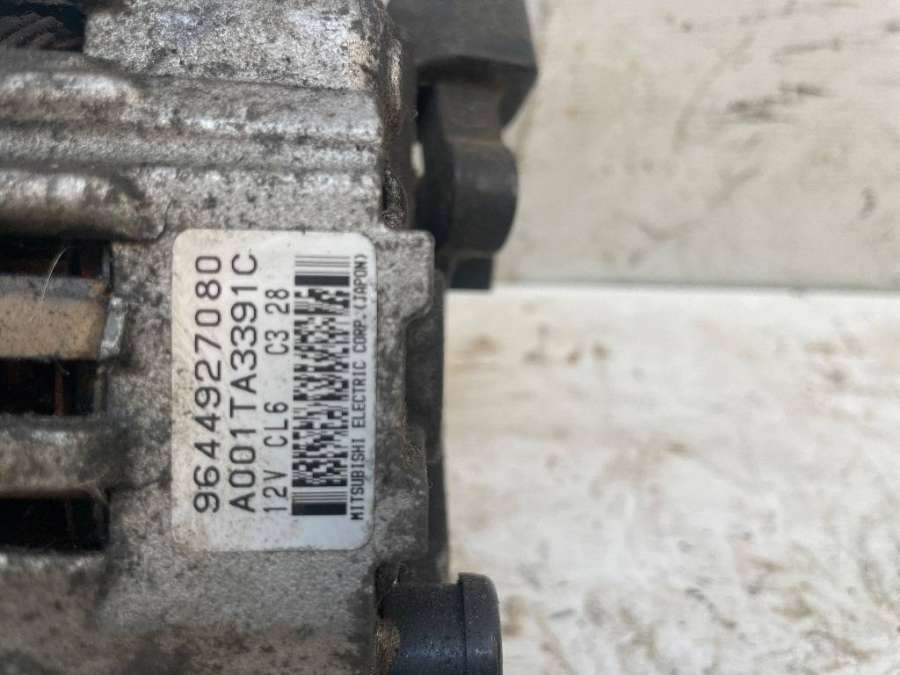 9644927080
A001TA3391C
12V CL6 C3 28
MITSUBISHI ELECTRIC CORP.(JAPON)